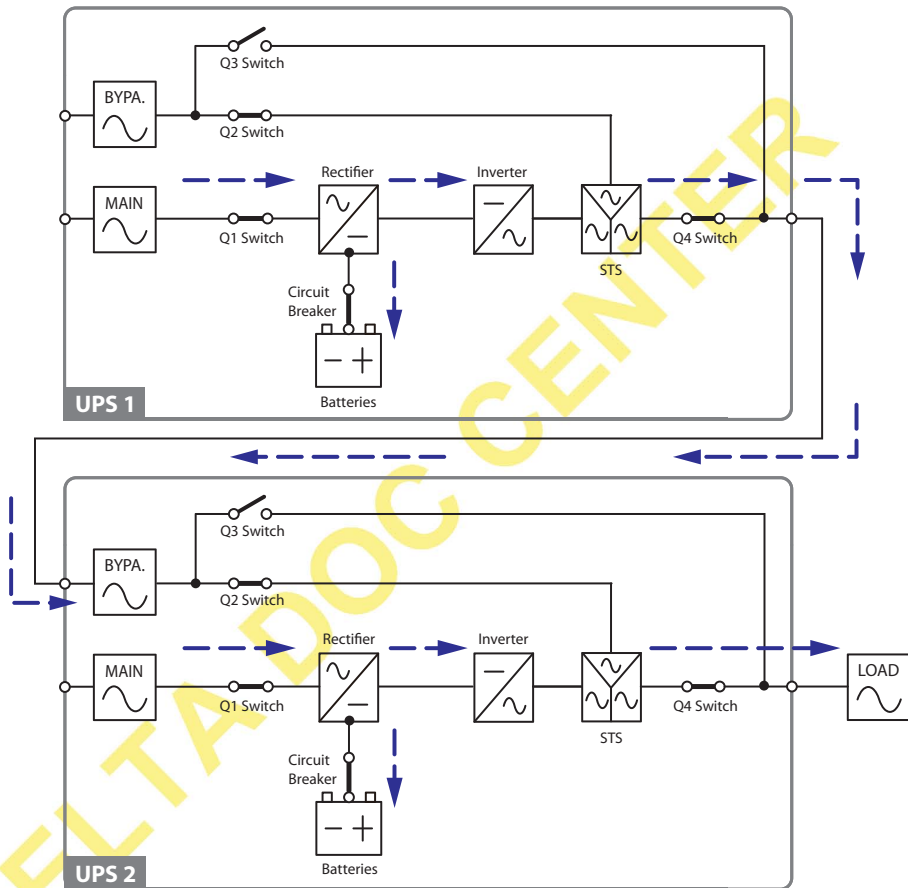 Q3 Switch
BYPA.
Q2 Switch
Rectifier
Inverter
MAIN
Q1 Switch
Q4 Switch
STS
Circuit
Breaker
Batteries
UPS 1
Q3 Switch
BYPA.
Q2 Switch
Rectifier
Inverter
MAIN
LOAD
Q1 Switch
Q4 Switch
STS
Circuit
Breaker
Batteries
UPS 2
ELTA DOC CENTER